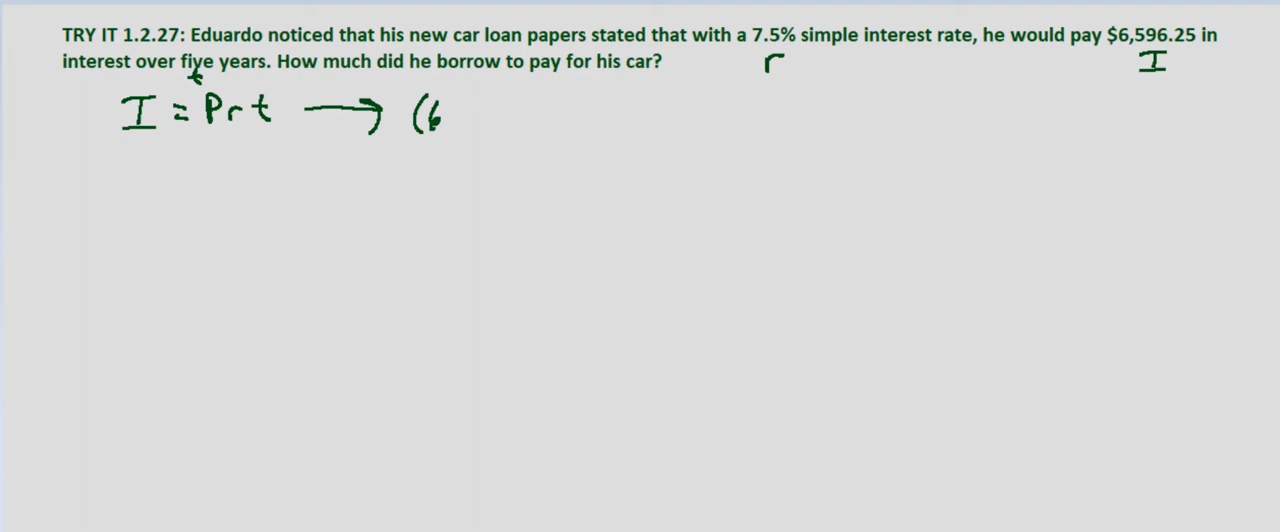 TRY IT 1.2.27: Eduardo noticed that his new car loan papers stated that with a 7.5% simple interest rate, he would pay $6,596.25 in
interest over five years. How much did he borrow to pay for his car?
r I
t
I = Prt → (6